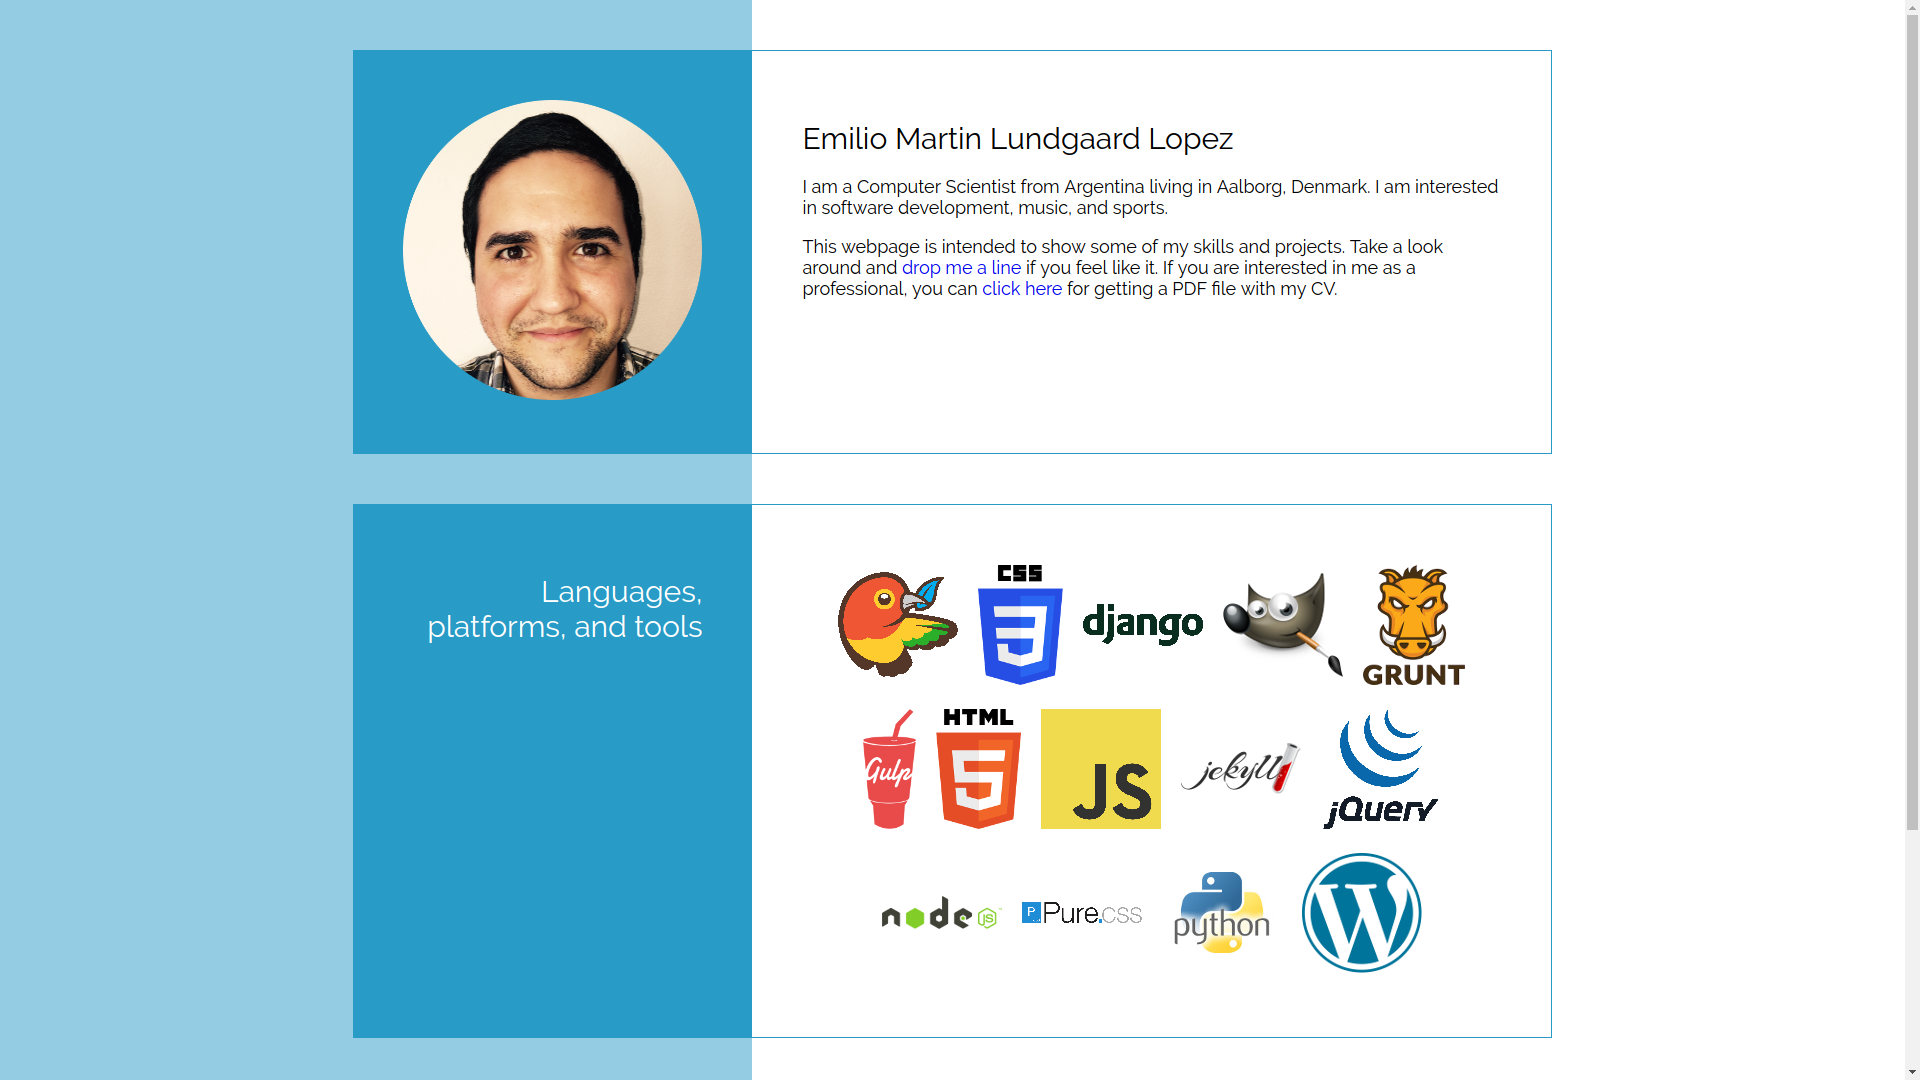 Emilio Martin Lundgaard Lopez
I am a Computer Scientist from Argentina living in Aalborg, Denmark. I am interested
in software development, music, and sports.
This webpage is intended to show some of my skills and projects. Take a look
around and drop me a line if you feel like it. If you are interested in me as a
professional, you can click here for getting a PDF file with my CV.
Languages,
platforms, and tools
CSS
3
django
GRUNT
Gulp
HTML
5
JS
jekyll
jQuery
node
JS
P Pure.css
python
W